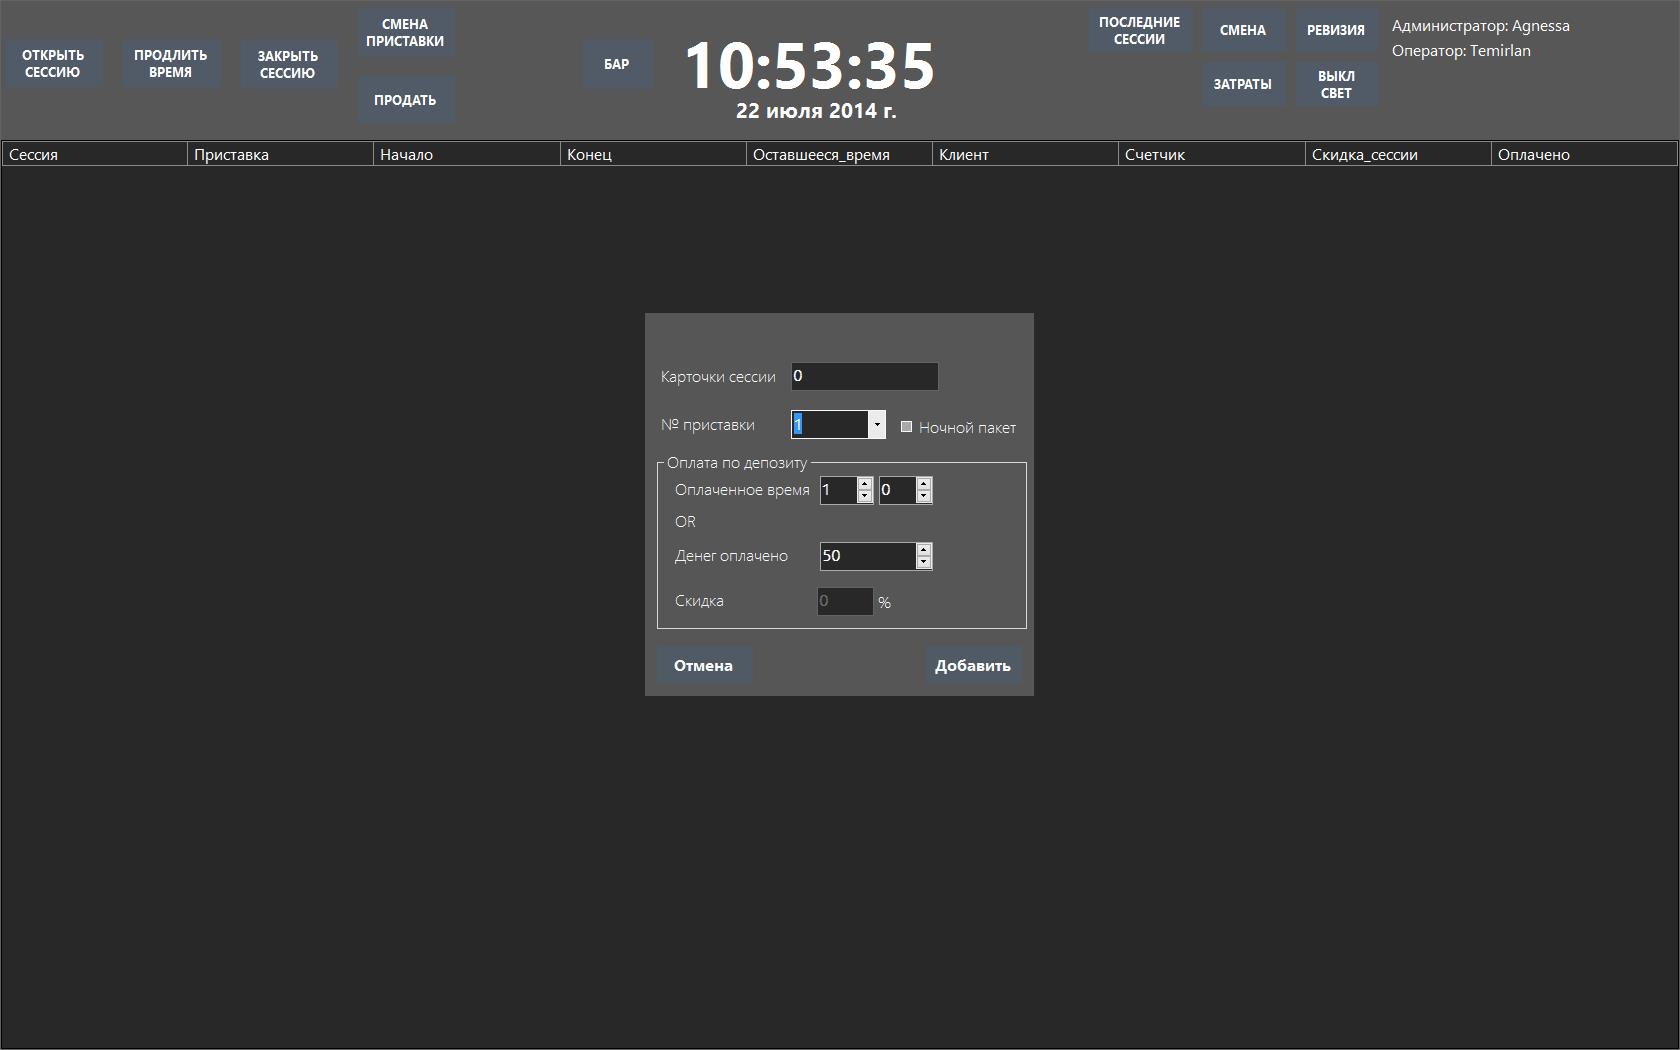 ОТКРЫТЬ
СЕССИЮ
ПРОДЛИТЬ
ВРЕМЯ
ЗАКРЫТЬ
СЕССИЮ
СМЕНА
ПРИСТАВКИ
ПРОДАТЬ
БАР
10:53:35
22 июля 2014 г.
ПОСЛЕДНИЕ
СЕССИИ
СМЕНА
РЕВИЗИЯ
ЗАТРАТЫ
ВЫКЛ
СВЕТ
Администратор: Agnessa
Оператор: Temirlan
Сессия Приставка Начало Конец Оставшееся_время Клиент Счетчик Скидка_сессии Оплачено
Карточки сессии 0
№ приставки 1 Ночной пакет
Оплата по депозиту
Оплаченное время 1 0
OR
Денег оплачено 50
Скидка 0 %
Отмена Добавить